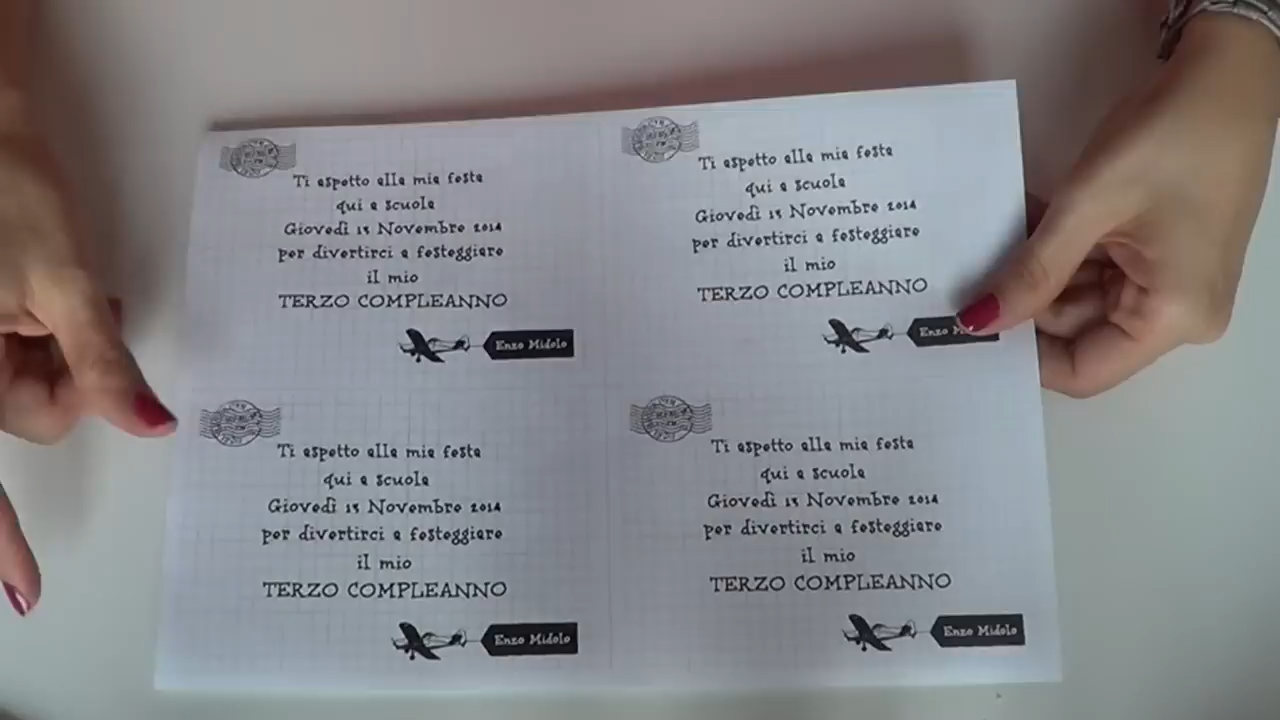 Ti aspetto alla mia festa
qui a scuola
Giovedì 13 Novembre 2014
per divertirci a festeggiare
il mio
TERZO COMPLEANNO
Enzo Midolo
Ti aspetto alla mia festa
qui a scuola
Giovedì 13 Novembre 2014
per divertirci a festeggiare
il mio
TERZO COMPLEANNO
Enzo
Ti aspetto alla mia festa
qui a scuola
Giovedì 13 Novembre 2014
per divertirci a festeggiare
il mio
TERZO COMPLEANNO
Enzo Midolo
Ti aspetto alla mia festa
qui a scuola
Giovedì 13 Novembre 2014
per divertirci a festeggiare
il mio
TERZO COMPLEANNO
Enzo Midolo